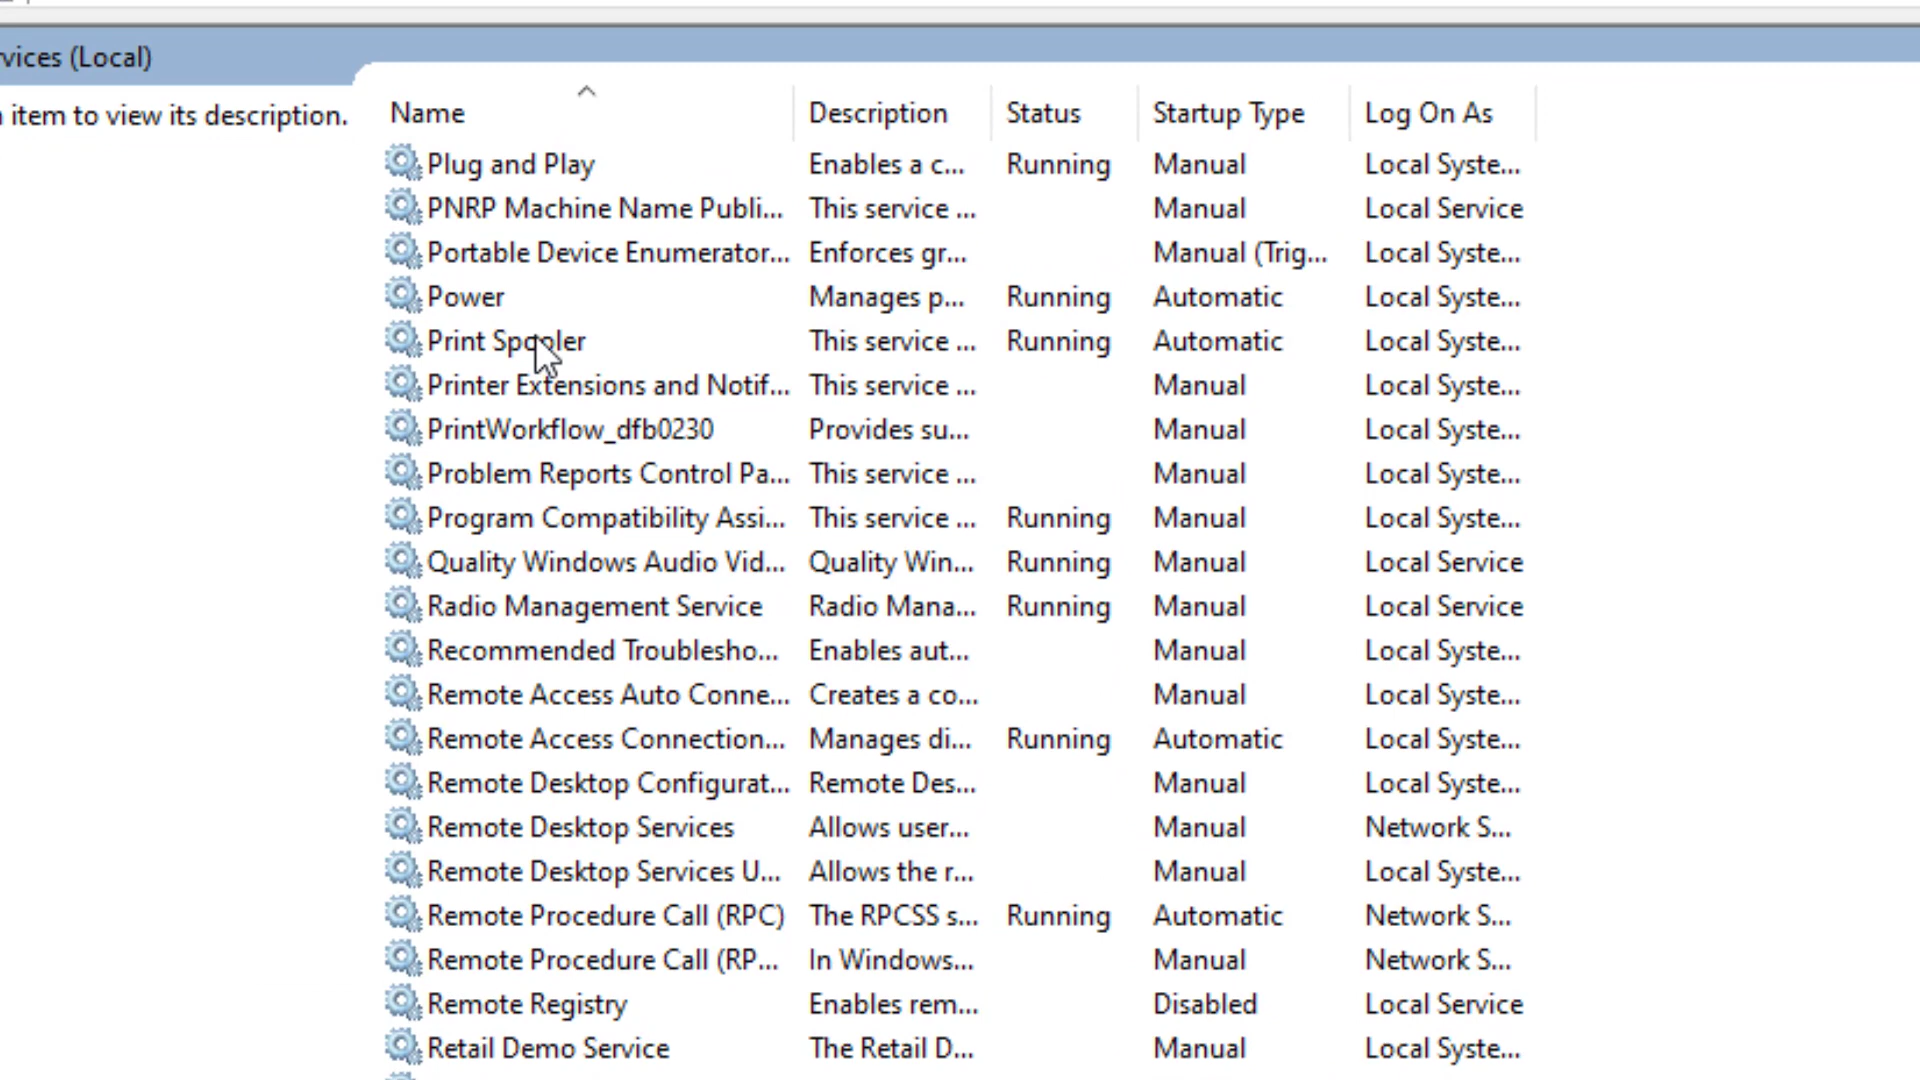 vices (Local)
item to view its description.
Name Description Status Startup Type Log On As
Plug and Play Enables a c... Running Manual Local Syste...
PNRP Machine Name Publi... This service ... Manual Local Service
Portable Device Enumerator... Enforces gr... Manual (Trig... Local Syste...
Power Manages p... Running Automatic Local Syste...
Print Spooler This service ... Running Automatic Local Syste...
Printer Extensions and Notif... This service ... Manual Local Syste...
PrintWorkflow_dfb0230 Provides su... Manual Local Syste...
Problem Reports Control Pa... This service ... Manual Local Syste...
Program Compatibility Assi... This service ... Running Manual Local Syste...
Quality Windows Audio Vid... Quality Win... Running Manual Local Service
Radio Management Service Radio Mana... Running Manual Local Service
Recommended Troublesho... Enables aut... Manual Local Syste...
Remote Access Auto Conne... Creates a co... Manual Local Syste...
Remote Access Connection... Manages di... Running Automatic Local Syste...
Remote Desktop Configurat... Remote Des... Manual Local Syste...
Remote Desktop Services Allows user... Manual Network S...
Remote Desktop Services U... Allows the r... Manual Local Syste...
Remote Procedure Call (RPC) The RPCSS s... Running Automatic Network S...
Remote Procedure Call (RP... In Windows... Manual Network S...
Remote Registry Enables rem... Disabled Local Service
Retail Demo Service The Retail D... Manual Local Syste...